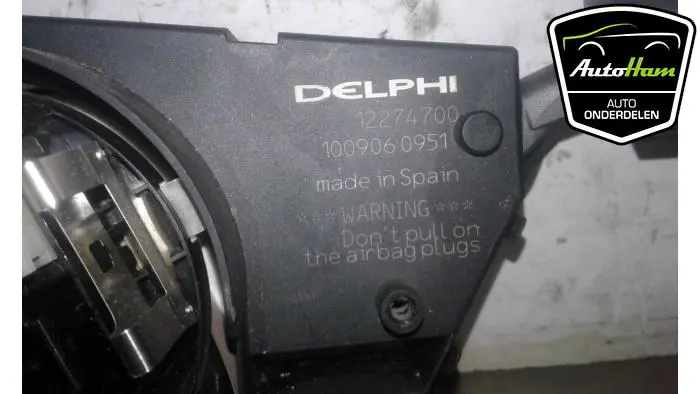 DELPHI
12274700
1009060951
made in Spain
***WARNING***
Don't pull on
the airbag plugs
AutoHam
AUTO
ONDERDELEN